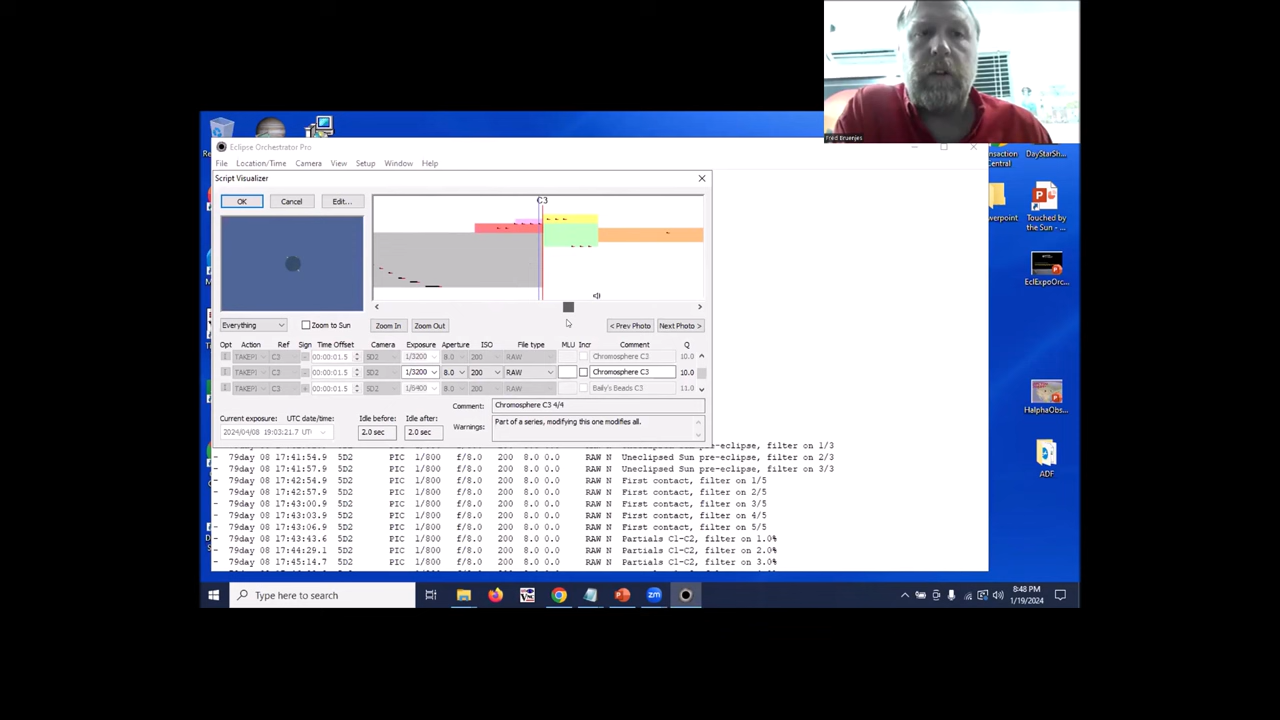 Fred Bruenjes
Eclipse Orchestrator Pro
File Location/Time Camera View Setup Window Help
Script Visualizer
OK Cancel Edit...
C3
Everything Zoom to Sun Zoom In Zoom Out < Prev Photo Next Photo >
Opt Action Ref Sign Time Offset Camera Exposure Aperture ISO File type MLU Incr Comment Q
TAKEPI C3 - 00:00:01.5 5D2 1/3200 8.0 200 RAW Chromosphere C3 10.0
TAKEPI C3 00:00:01.5 5D2 1/3200 8.0 200 RAW Chromosphere C3 10.0
TAKEPI C3 00:00:01.5 5D2 1/6400 8.0 200 RAW Baily's Beads C3 11.0
Comment: Chromosphere C3 4/4
Current exposure: UTC date/time: Idle before: Idle after:
2024/04/08 19:03:21.7 UT 2.0 sec 2.0 sec
Warnings: Part of a series, modifying this one modifies all.
pre-eclipse, filter on 1/3
- 79day 08 17:41:54.9 5D2 PIC 1/800 f/8.0 200 8.0 0.0 RAW N Uneclipsed Sun pre-eclipse, filter on 2/3
- 79day 08 17:41:57.9 5D2 PIC 1/800 f/8.0 200 8.0 0.0 RAW N Uneclipsed Sun pre-eclipse, filter on 3/3
- 79day 08 17:42:54.9 5D2 PIC 1/800 f/8.0 200 8.0 0.0 RAW N First contact, filter on 1/5
- 79day 08 17:42:57.9 5D2 PIC 1/800 f/8.0 200 8.0 0.0 RAW N First contact, filter on 2/5
- 79day 08 17:43:00.9 5D2 PIC 1/800 f/8.0 200 8.0 0.0 RAW N First contact, filter on 3/5
- 79day 08 17:43:03.9 5D2 PIC 1/800 f/8.0 200 8.0 0.0 RAW N First contact, filter on 4/5
- 79day 08 17:43:06.9 5D2 PIC 1/800 f/8.0 200 8.0 0.0 RAW N First contact, filter on 5/5
- 79day 08 17:43:43.6 5D2 PIC 1/800 f/8.0 200 8.0 0.0 RAW N Partials C1-C2, filter on 1.0%
- 79day 08 17:44:29.1 5D2 PIC 1/800 f/8.0 200 8.0 0.0 RAW N Partials C1-C2, filter on 2.0%
- 79day 08 17:45:14.7 5D2 PIC 1/800 f/8.0 200 8.0 0.0 RAW N Partials C1-C2, filter on 3.0%
nsaction Central
DayStarSh...
owerpoint
Touched by the Sun - ...
EclExpoOrc...
HalphaObs...
ADF
Type here to search
8:48 PM
1/19/2024